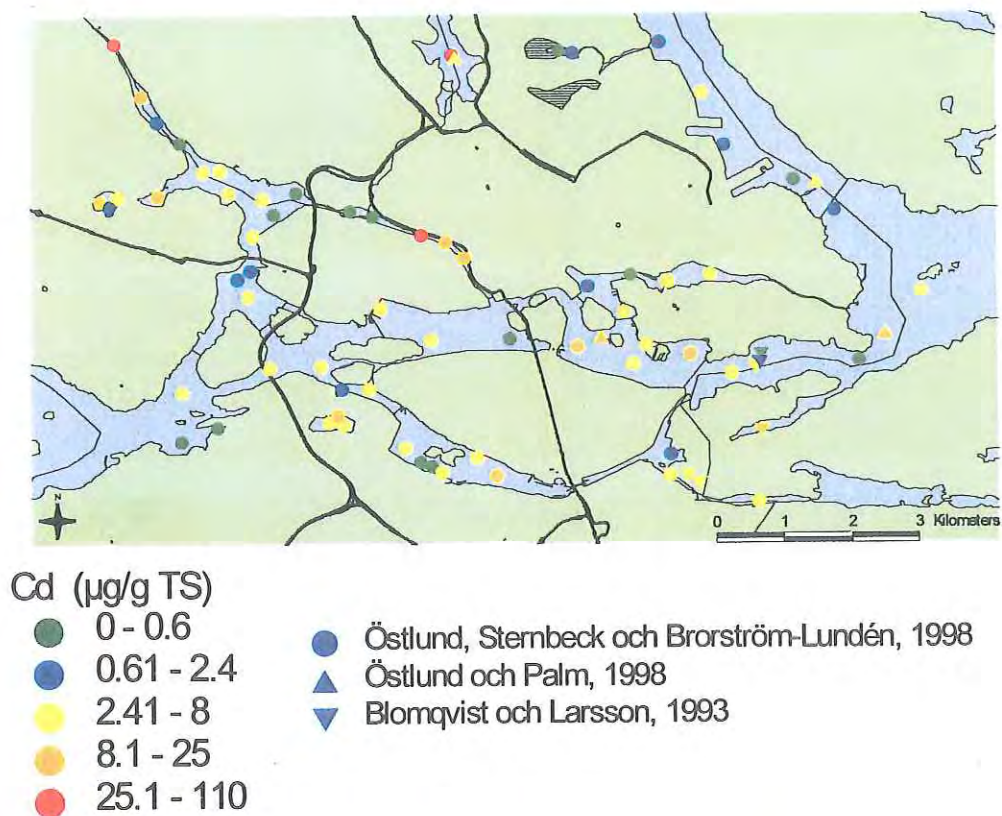 N
0 1 2 3 Kilometers
Cd (µg/g TS)
0 - 0.6
0.61 - 2.4
2.41 - 8
8.1 - 25
25.1 - 110
Östlund, Sternbeck och Brorström-Lundén, 1998
Östlund och Palm, 1998
Blomqvist och Larsson, 1993